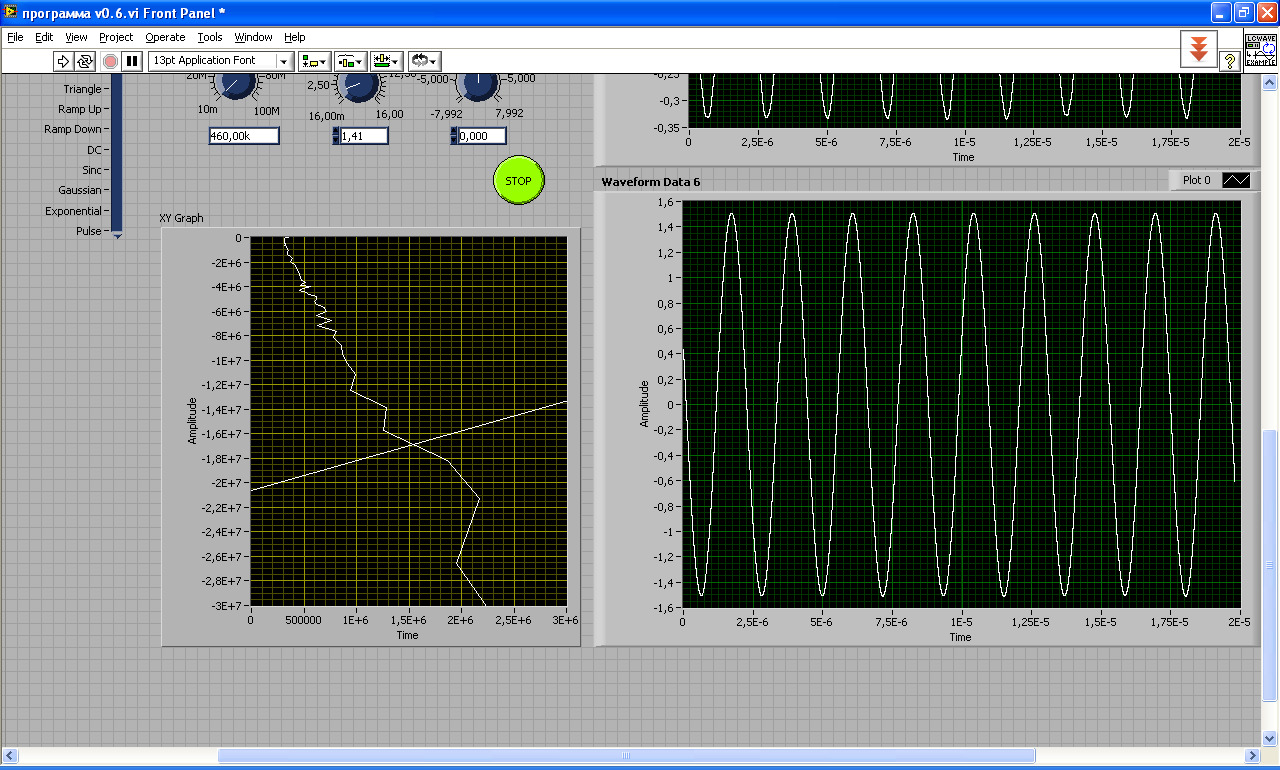 программа v0.6.vi Front Panel *
File Edit View Project Operate Tools Window Help
13pt Application Font
LCWAVE
EXAMPLE
?
Triangle
Ramp Up
Ramp Down
DC
Sinc
Gaussian
Exponential
Pulse
20M 80M
10m 100M
460,00k
2,50
16,00m 16,00
1,41
-5,000 5,000
-7,992 7,992
0,000
STOP
-0,25
-0,3
-0,35
0 2,5E-6 5E-6 7,5E-6 1E-5 1,25E-5 1,5E-5 1,75E-5 2E-5
Time
XY Graph
0
-2E+6
-4E+6
-6E+6
-8E+6
-1E+7
-1,2E+7
-1,4E+7
-1,6E+7
-1,8E+7
-2E+7
-2,2E+7
-2,4E+7
-2,6E+7
-2,8E+7
-3E+7
Amplitude
0 500000 1E+6 1,5E+6 2E+6 2,5E+6 3E+6
Time
Waveform Data 6
Plot 0
1,6
1,4
1,2
1
0,8
0,6
0,4
0,2
0
-0,2
-0,4
-0,6
-0,8
-1
-1,2
-1,4
-1,6
Amplitude
0 2,5E-6 5E-6 7,5E-6 1E-5 1,25E-5 1,5E-5 1,75E-5 2E-5
Time